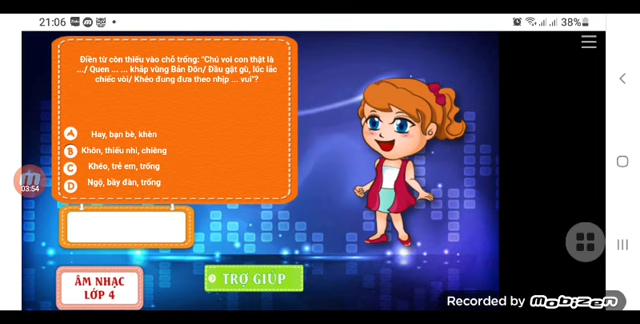 21:06
38%
Điền từ còn thiếu vào chỗ trống: "Chú voi con thật là
.../ Quen ... ... khắp vùng Bản Đôn/ Đầu gật gù, lúc lắc
chiếc vòi/ Khéo đung đưa theo nhịp ... vui"?
A Hay, bạn bè, khèn
B Khôn, thiếu nhi, chiêng
C Khéo, trẻ em, trống
D Ngộ, bầy đàn, trống
03:54
ÂM NHẠC
LỚP 4
TRỢ GIÚP
Recorded by Mobizen